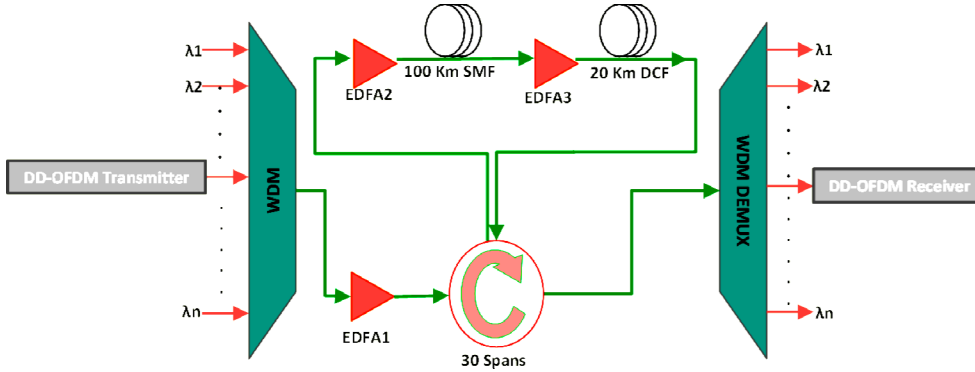 λ1
λ2
DD-OFDM Transmitter
λn
WDM
EDFA2
100 Km SMF
EDFA3
20 Km DCF
EDFA1
30 Spans
WDM DEMUX
λ1
λ2
DD-OFDM Receiver
λn